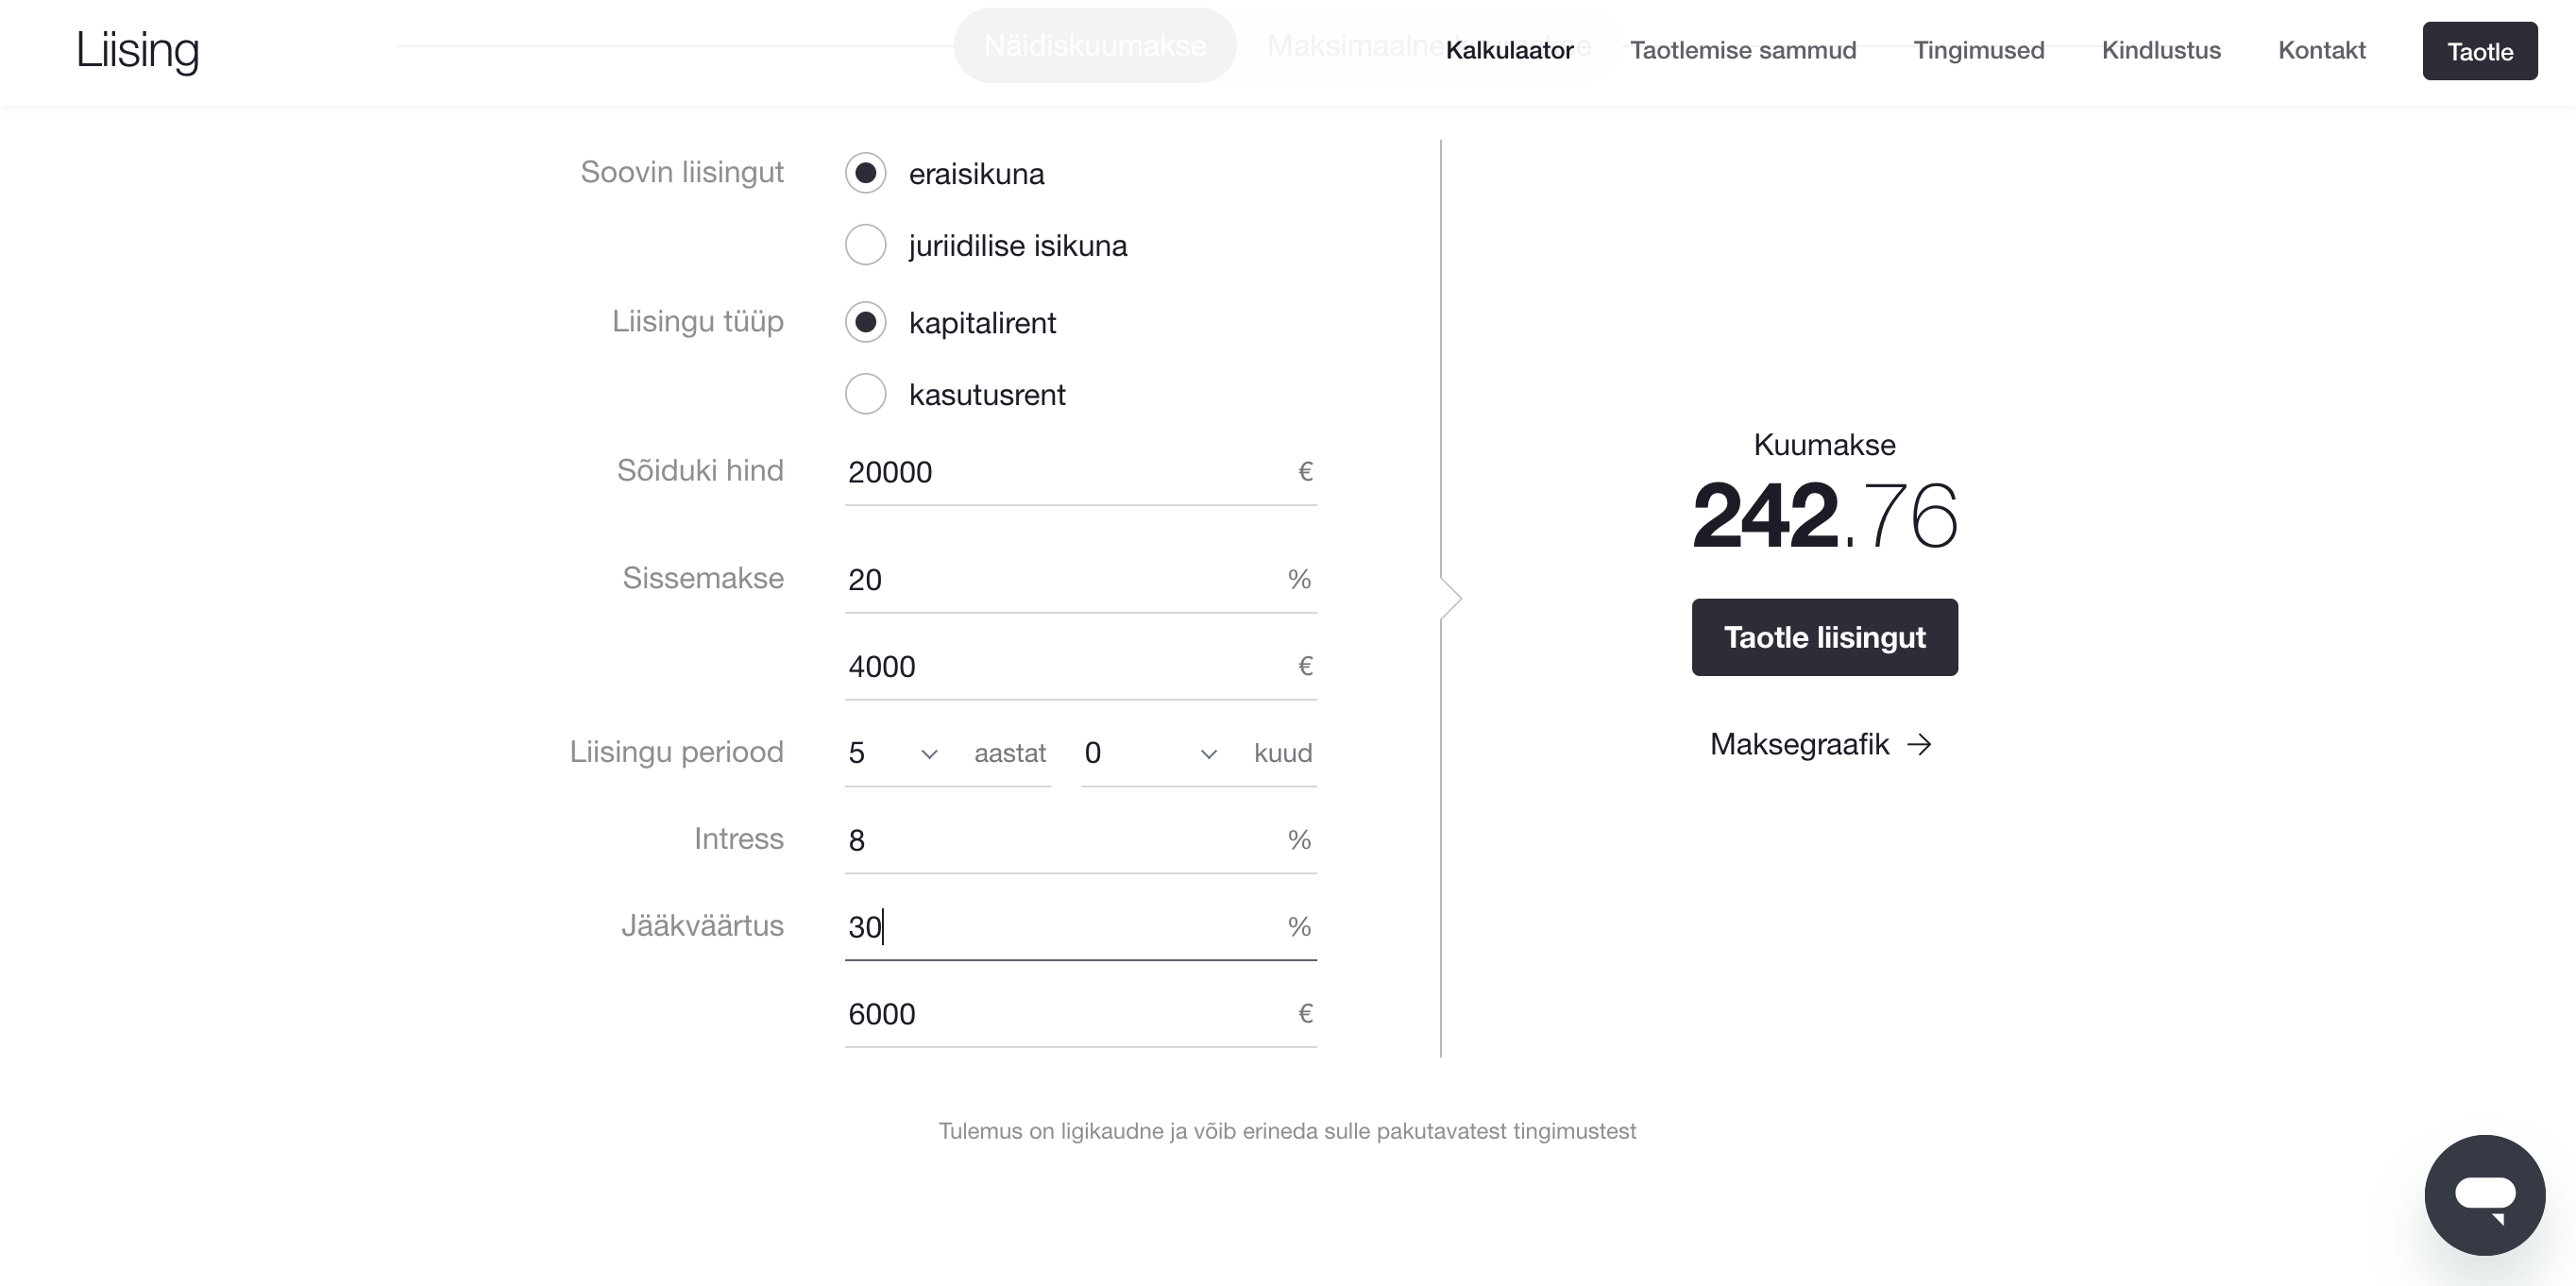 Liising
Näidiskuumakse
Kalkulaator
Taotlemise sammud
Tingimused
Kindlustus
Kontakt
Taotle
Soovin liisingut
eraisikuna
juriidilise isikuna
Liisingu tüüp
kapitalirent
kasutusrent
Sõiduki hind
20000 €
Sissemakse
20 %
4000 €
Liisingu periood
5 aastat 0 kuud
Intress
8 %
Jääkväärtus
30 %
6000 €
Kuumakse
242.76
Taotle liisingut
Maksegraafik →
Tulemus on ligikaudne ja võib erineda sulle pakutavatest tingimustest